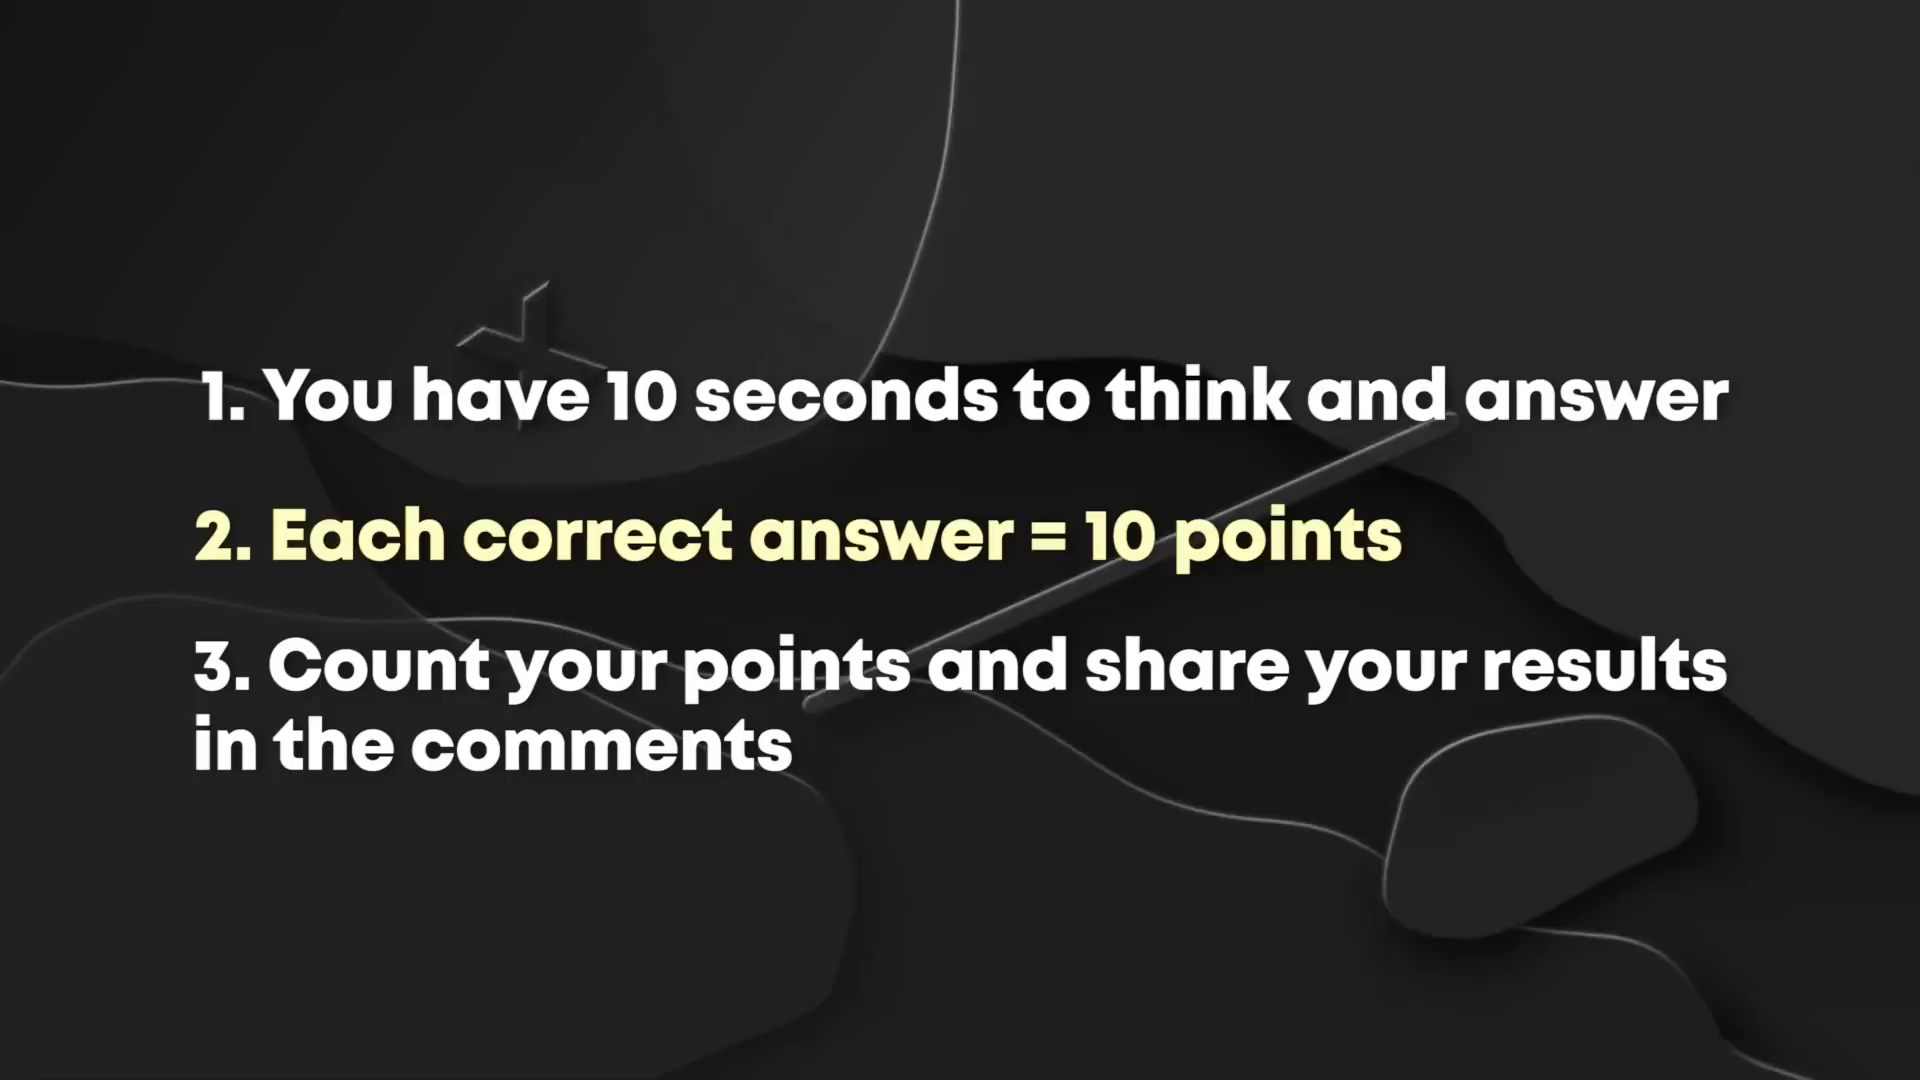 1. You have 10 seconds to think and answer
2. Each correct answer = 10 points
3. Count your points and share your results
in the comments